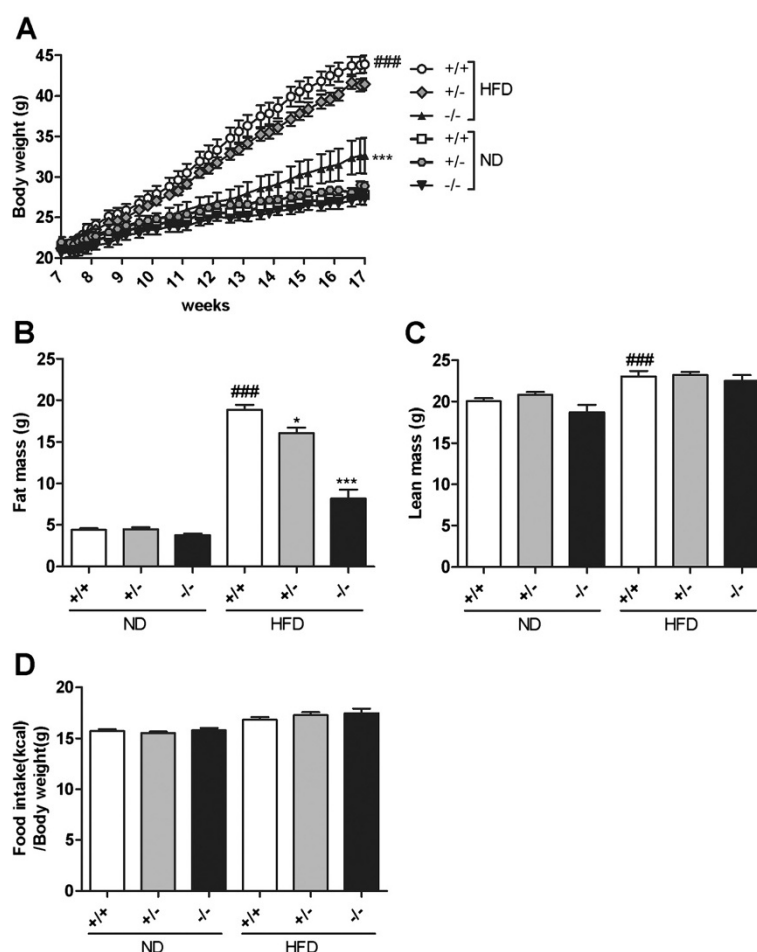 A
45
40
35
30
25
20
Body weight (g)
7 8 9 10 11 12 13 14 15 16 17
weeks
###
***
+/+
+/-
-/-
HFD
+/+
+/-
-/-
ND
B
25
20
15
10
5
0
Fat mass (g)
###
*
***
+/+ +/- -/- +/+ +/- -/-
ND HFD
C
25
20
15
10
5
0
Lean mass (g)
###
+/+ +/- -/- +/+ +/- -/-
ND HFD
D
20
15
10
5
0
Food intake(kcal)
/Body weight(g)
+/+ +/- -/- +/+ +/- -/-
ND HFD